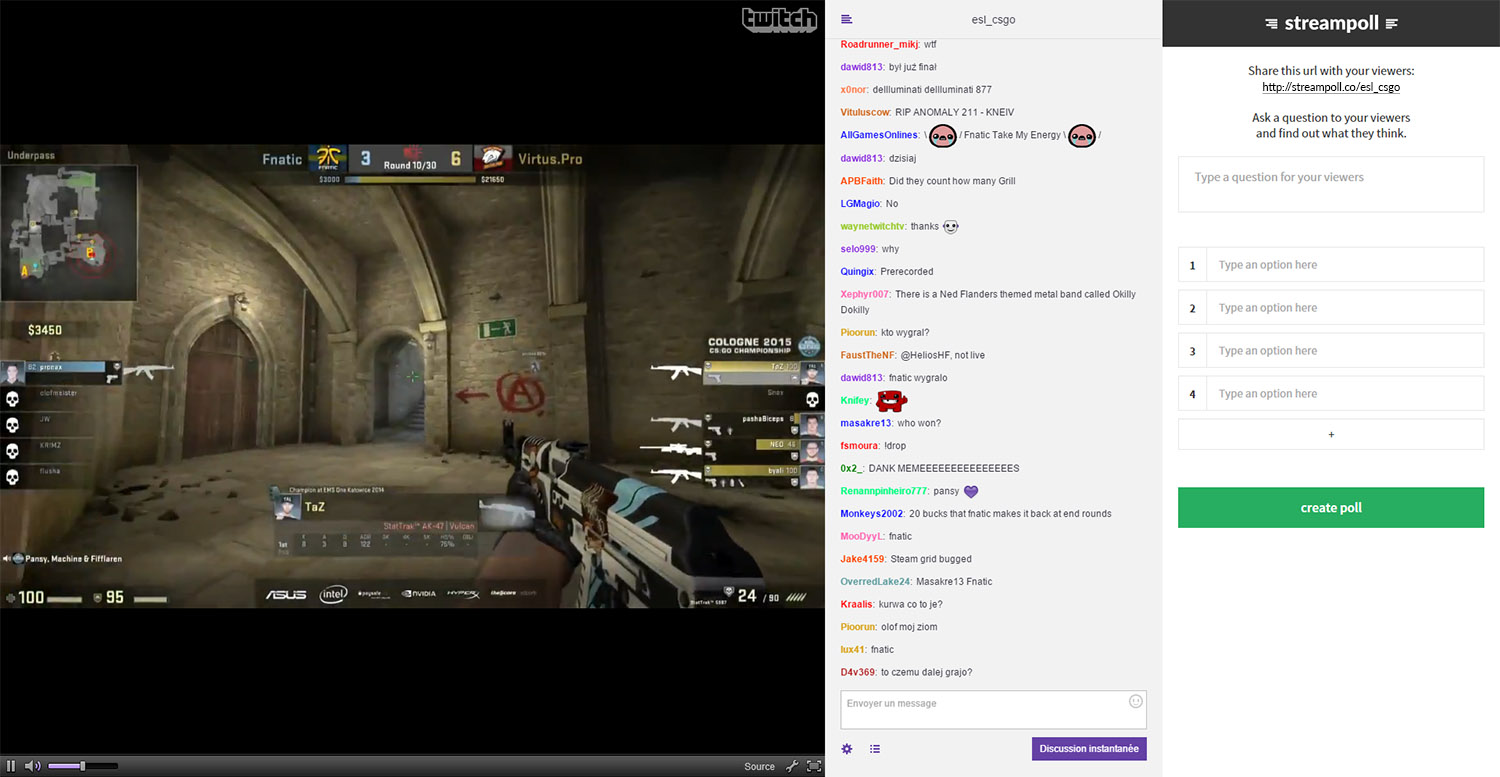 twitch
Underpass
Fnatic
FNATIC
3
Round 10/30
6
Virtus.Pro
$3000
$21650
B
A
$3450
82 pronax
olofmeister
JW
KRIMZ
flusha
COLOGNE 2015
CS:GO CHAMPIONSHIP
TaZ 100
Snax
pashaBiceps
NEO 48
byali 100
Champion at EMS One Katowice 2014
TaZ
StatTrak™ AK-47 | Vulcan
Pansy, Machine & Fifflaren
100
95
ASUS
intel
paysafe
NVIDIA
HYPERX
theScore
24 / 90
Source
esl_csgo
Roadrunner_mikj: wtf
dawid813: był już finał
x0nor: dellluminati dellluminati 877
Vituluscow: RIP ANOMALY 211 - KNEIV
AllGamesOnlines: \ / Fnatic Take My Energy \ /
dawid813: dzisiaj
APBFaith: Did they count how many Grill
LGMagio: No
waynetwitchtv: thanks
selo999: why
Quingix: Prerecorded
Xephyr007: There is a Ned Flanders themed metal band called Okilly
Dokilly
Pioorun: kto wygral?
FaustTheNF: @HeliosHF, not live
dawid813: fnatic wygralo
Knifey:
masakre13: who won?
fsmoura: !drop
0x2_: DANK MEMEEEEEEEEEEEEEEES
Renannpinheiro777: pansy
Monkeys2002: 20 bucks that fnatic makes it back at end rounds
MooDyyL: fnatic
Jake4159: Steam grid bugged
OverredLake24: Masakre13 Fnatic
Kraalis: kurwa co to je?
Pioorun: olof moj ziom
lux41: fnatic
D4v369: to czemu dalej grajo?
Envoyer un message
Discussion instantanée
streampoll
Share this url with your viewers:
http://streampoll.co/esl_csgo
Ask a question to your viewers
and find out what they think.
Type a question for your viewers
1 Type an option here
2 Type an option here
3 Type an option here
4 Type an option here
+
create poll